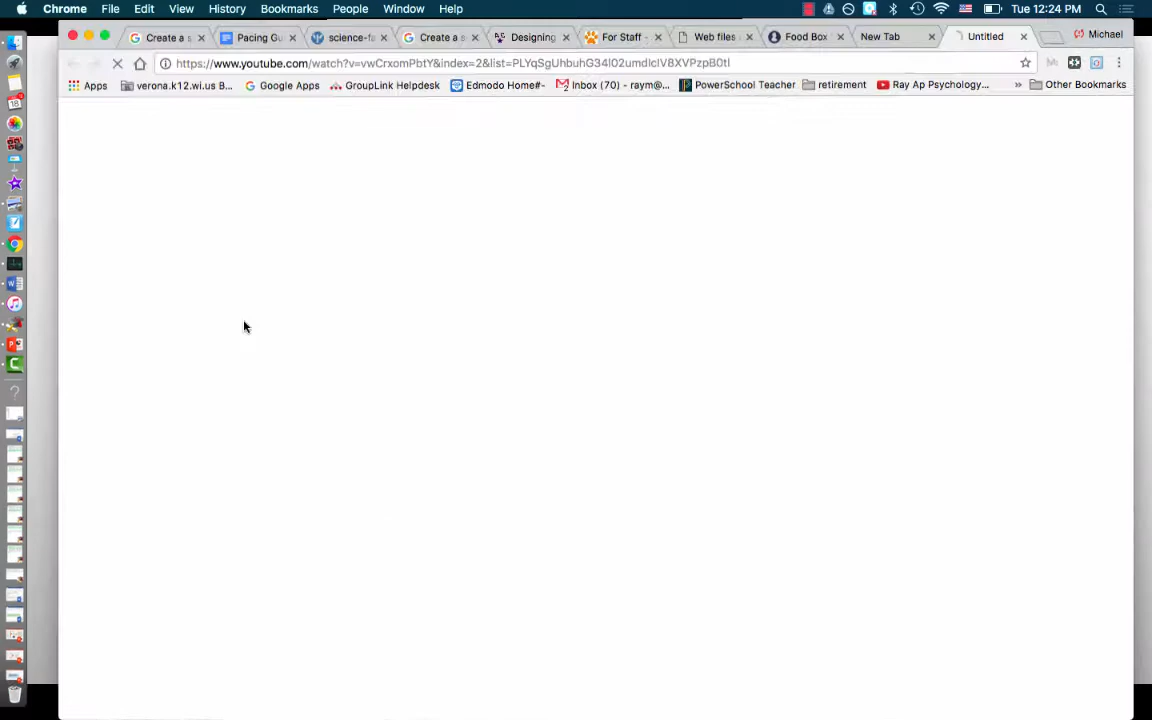 Chrome File Edit View History Bookmarks People Window Help Tue 12:24 PM
Create a s Pacing Gu science-fa Create a s Designing For Staff - Web files Food Box New Tab Untitled Michael
https://www.youtube.com/watch?v=vwCrxomPbtY&index=2&list=PLYqSgUhbuhG34lO2umdIcIV8XVPzpB0tl
Apps verona.k12.wi.us B... Google Apps GroupLink Helpdesk Edmodo Home#- Inbox (70) - raym@... PowerSchool Teacher retirement Ray Ap Psychology... » Other Bookmarks
18